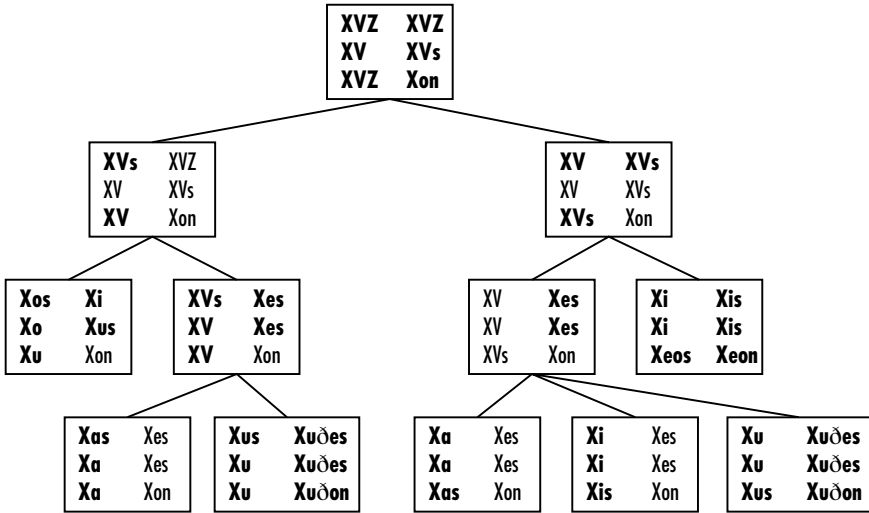 XVZ XVZ
XV XVs
XVZ Xon
XVs XVZ
XV XVs
XV Xon
XV XVs
XV XVs
XVs Xon
Xos Xi
Xo Xus
Xu Xon
XVs Xes
XV Xes
XV Xon
XV Xes
XV Xes
XVs Xon
Xi Xis
Xi Xis
Xeos Xeon
Xas Xes
Xa Xes
Xa Xon
Xus Xuðes
Xu Xuðes
Xu Xuðon
Xa Xes
Xa Xes
Xas Xon
Xi Xes
Xi Xes
Xis Xon
Xu Xuðes
Xu Xuðes
Xus Xuðon